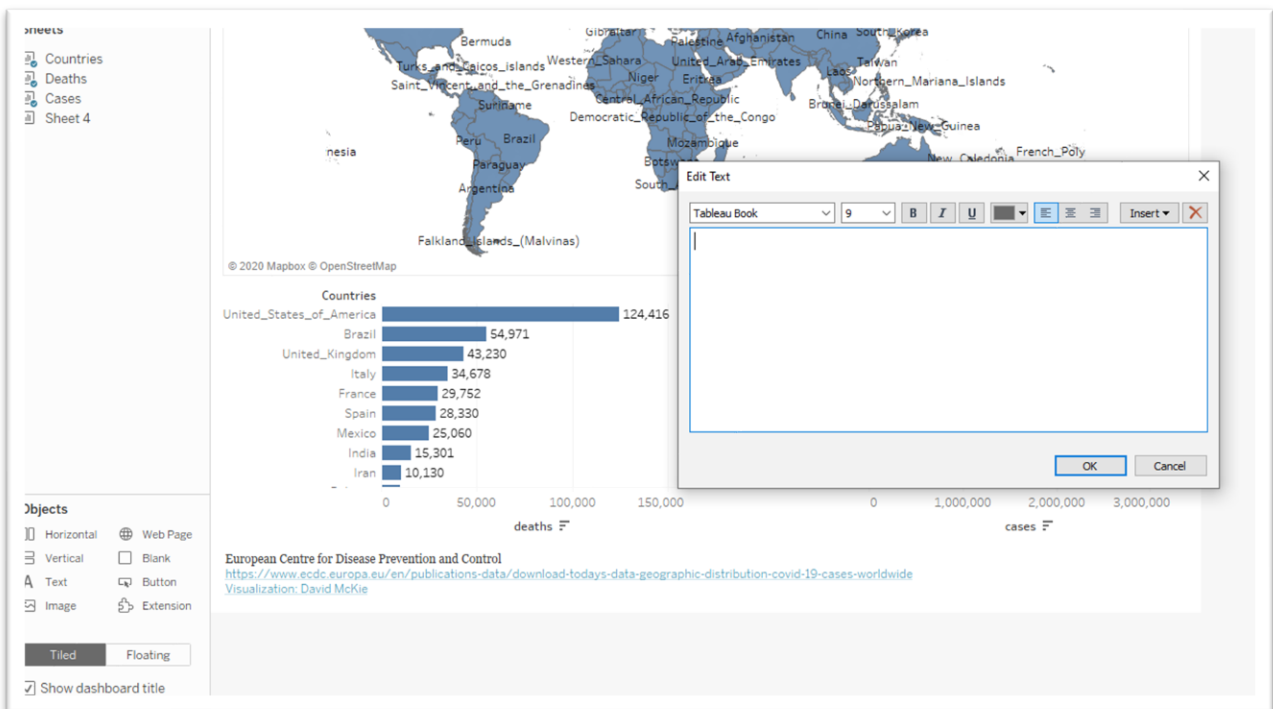 Sheets
Countries
Deaths
Cases
Sheet 4
Bermuda
Gibraltar
Palestine
Afghanistan
China
South_Korea
Turks_and_Caicos_islands
Western_Sahara
United_Arab_Emirates
Taiwan
Saint_Vincent_and_the_Grenadines
Niger
Eritrea
Laos
Northern_Mariana_Islands
Suriname
Central_African_Republic
Brunei_Darussalam
Democratic_Republic_of_the_Congo
Papua_New_Guinea
nesia
Peru
Brazil
Mozambique
New_Caledonia
French_Poly
Paraguay
Botsw
Argentina
South_
Falkland_Islands_(Malvinas)
© 2020 Mapbox © OpenStreetMap
Edit Text
Tableau Book 9 B I U Insert
OK Cancel
Countries
United_States_of_America 124,416
Brazil 54,971
United_Kingdom 43,230
Italy 34,678
France 29,752
Spain 28,330
Mexico 25,060
India 15,301
Iran 10,130
0 50,000 100,000 150,000
deaths
0 1,000,000 2,000,000 3,000,000
cases
European Centre for Disease Prevention and Control
https://www.ecdc.europa.eu/en/publications-data/download-todays-data-geographic-distribution-covid-19-cases-worldwide
Visualization: David McKie
Objects
Horizontal Web Page
Vertical Blank
A Text Button
Image Extension
Tiled Floating
Show dashboard title